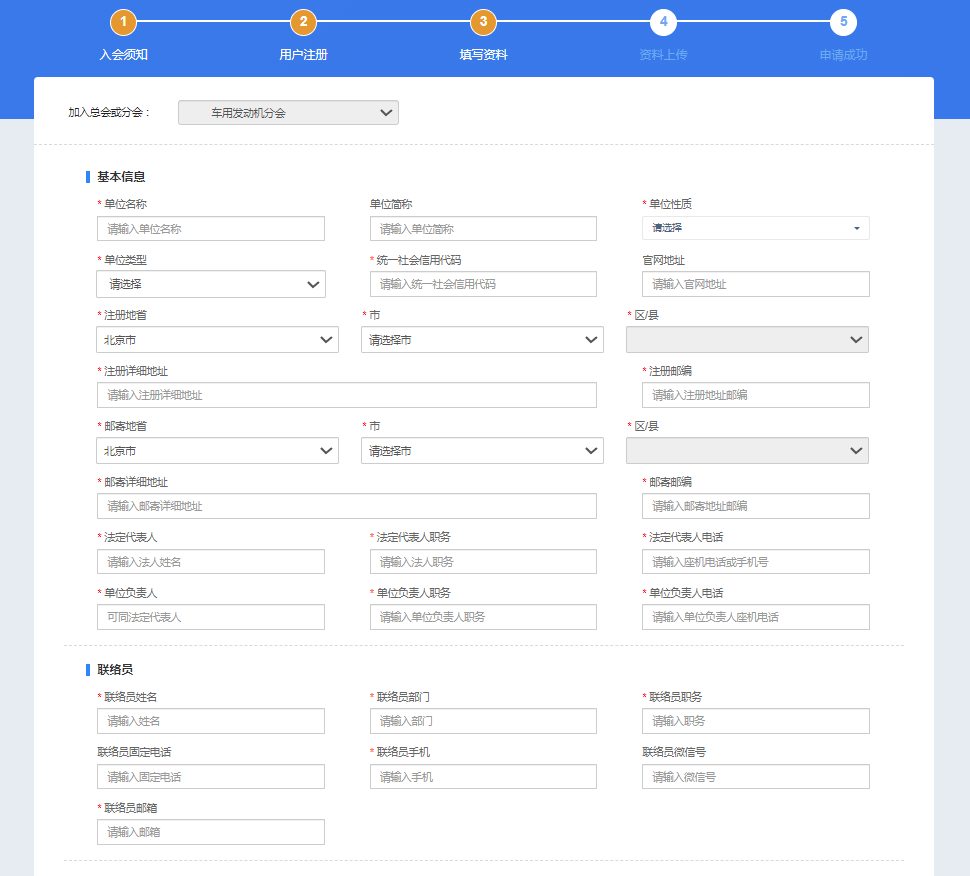 1 2 3 4 5
入会须知 用户注册 填写资料 资料上传 申请成功
加入总会或分会： 车用发动机分会
基本信息
* 单位名称 单位简称 * 单位性质
请输入单位名称 请输入单位简称 请选择
* 单位类型 * 统一社会信用代码 官网地址
请选择 请输入统一社会信用代码 请输入官网地址
* 注册地省 * 市 * 区/县
北京市 请选择市
* 注册详细地址 * 注册邮编
请输入注册详细地址 请输入注册地址邮编
* 邮寄地省 * 市 * 区/县
北京市 请选择市
* 邮寄详细地址 * 邮寄邮编
请输入邮寄详细地址 请输入邮寄地址邮编
* 法定代表人 * 法定代表人职务 * 法定代表人电话
请输入法人姓名 请输入法人职务 请输入座机电话或手机号
* 单位负责人 * 单位负责人职务 * 单位负责人电话
可同法定代表人 请输入单位负责人职务 请输入单位负责人座机电话
联络员
* 联络员姓名 * 联络员部门 * 联络员职务
请输入姓名 请输入部门 请输入职务
联络员固定电话 * 联络员手机 联络员微信号
请输入固定电话 请输入手机 请输入微信号
* 联络员邮箱
请输入邮箱